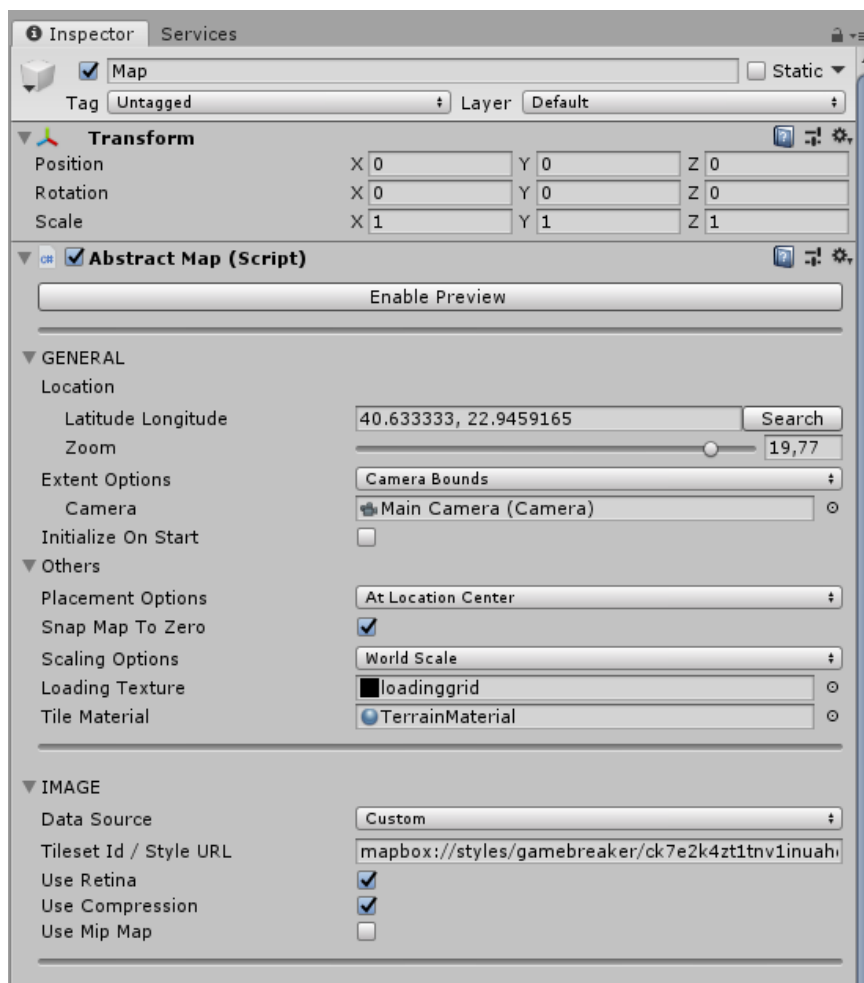 Inspector Services
Map Static
Tag Untagged Layer Default
Transform
Position X 0 Y 0 Z 0
Rotation X 0 Y 0 Z 0
Scale X 1 Y 1 Z 1
C# Abstract Map (Script)
Enable Preview
GENERAL
Location
Latitude Longitude 40.633333, 22.9459165 Search
Zoom 19,77
Extent Options Camera Bounds
Camera Main Camera (Camera)
Initialize On Start
Others
Placement Options At Location Center
Snap Map To Zero
Scaling Options World Scale
Loading Texture loadinggrid
Tile Material TerrainMaterial
IMAGE
Data Source Custom
Tileset Id / Style URL mapbox://styles/gamebreaker/ck7e2k4zt1tnv1inuah
Use Retina
Use Compression
Use Mip Map